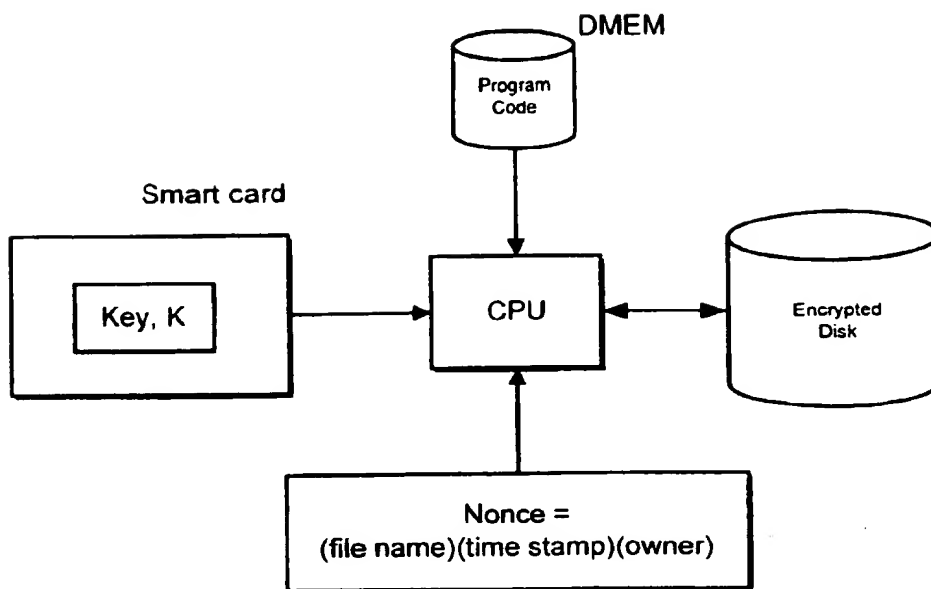 DMEM
Program
Code
Smart card
Key, K
CPU
Encrypted
Disk
Nonce =
(file name)(time stamp)(owner)